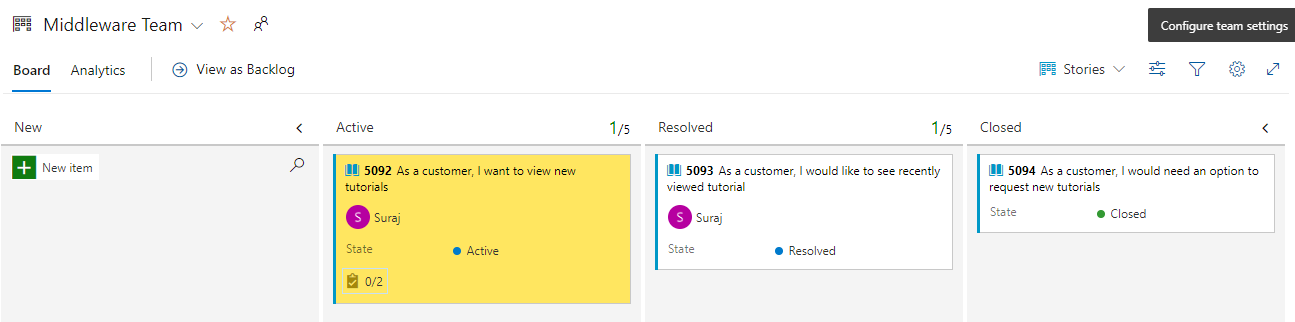 Middleware Team
Configure team settings
Board Analytics View as Backlog Stories
New Active 1/5 Resolved 1/5 Closed
New item
5092 As a customer, I want to view new
tutorials
S Suraj
State Active
0/2
5093 As a customer, I would like to see recently
viewed tutorial
S Suraj
State Resolved
5094 As a customer, I would need an option to
request new tutorials
State Closed